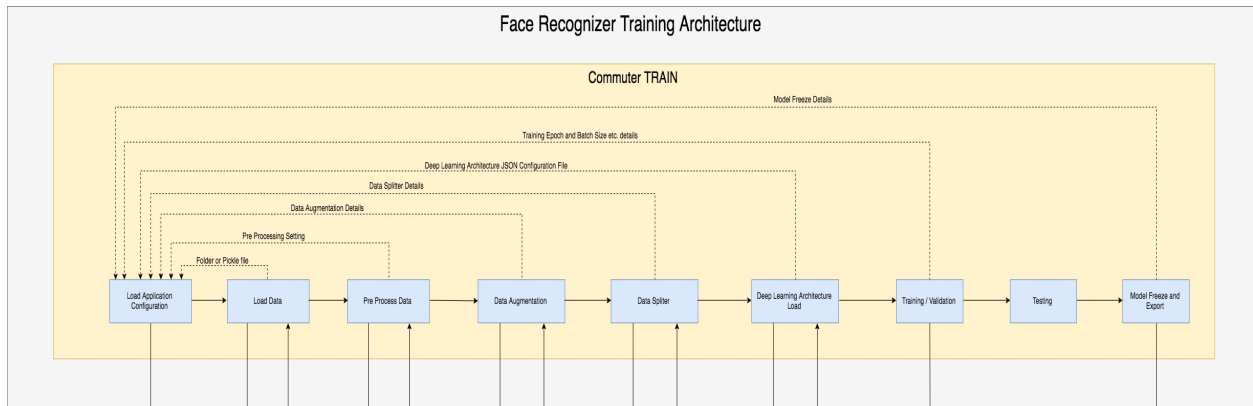 Face Recognizer Training Architecture
Commuter TRAIN
Model Freeze Details
Training Epoch and Batch Size etc. details
Deep Learning Architecture JSON Configuration File
Data Splitter Details
Data Augmentation Details
Pre Processing Setting
Folder or Pickle file
Load Application
Configuration
Load Data
Pre Process Data
Data Augmentation
Data Spliter
Deep Learning Architecture
Load
Training / Validation
Testing
Model Freeze and
Export